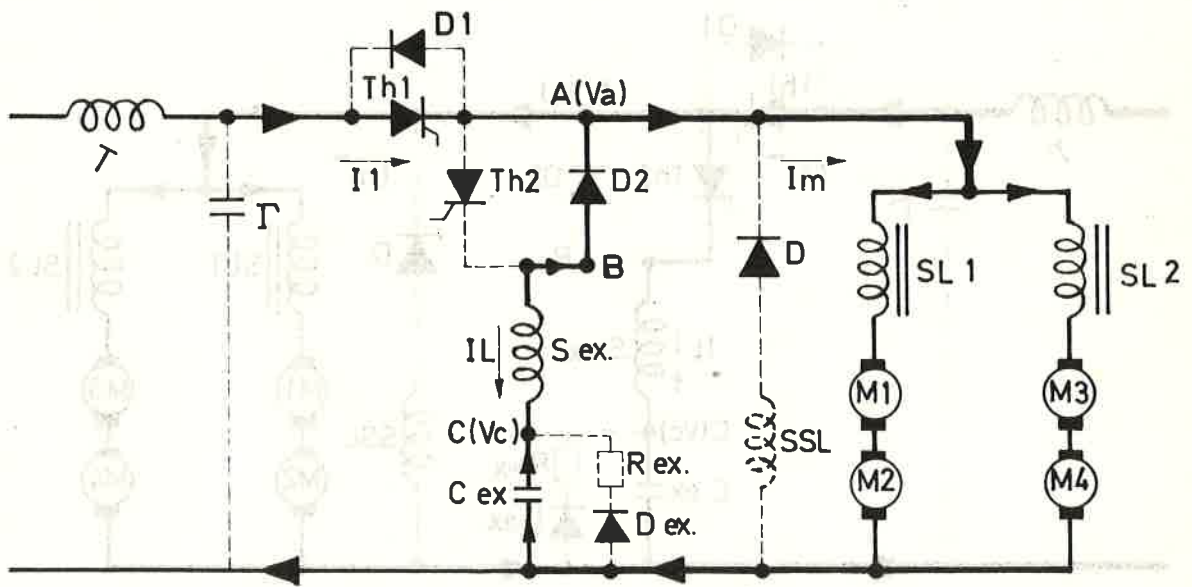 D1
Th1
A(Va)
I1
Th2
D2
Im
Γ
B
D
SL 1
SL 2
IL
S ex.
M1
M3
C(Vc)
R ex.
SSL
C ex
M2
M4
D ex.